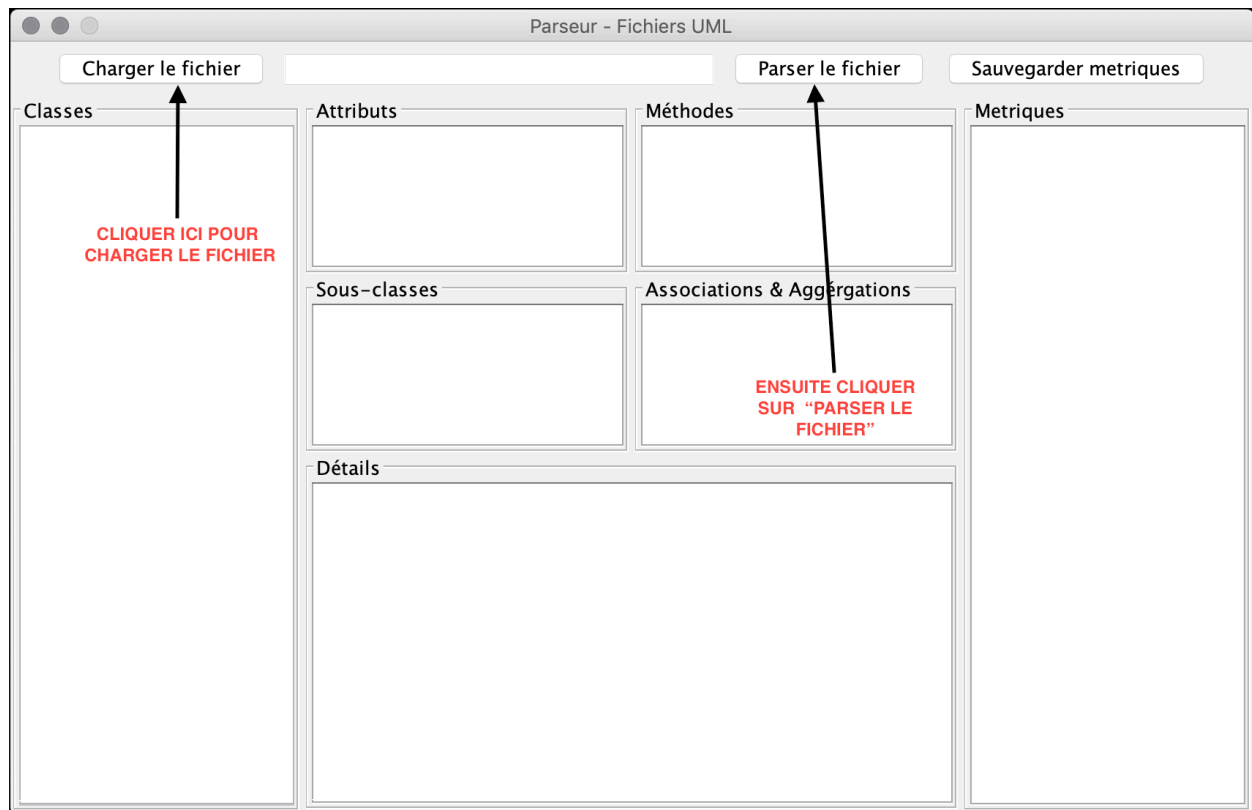 Parseur - Fichiers UML
Charger le fichier
Parser le fichier
Sauvegarder metriques
Classes
Attributs
Méthodes
Metriques
CLIQUER ICI POUR
CHARGER LE FICHIER
Sous-classes
Associations & Aggérgations
ENSUITE CLIQUER
SUR “PARSER LE
FICHIER”
Détails